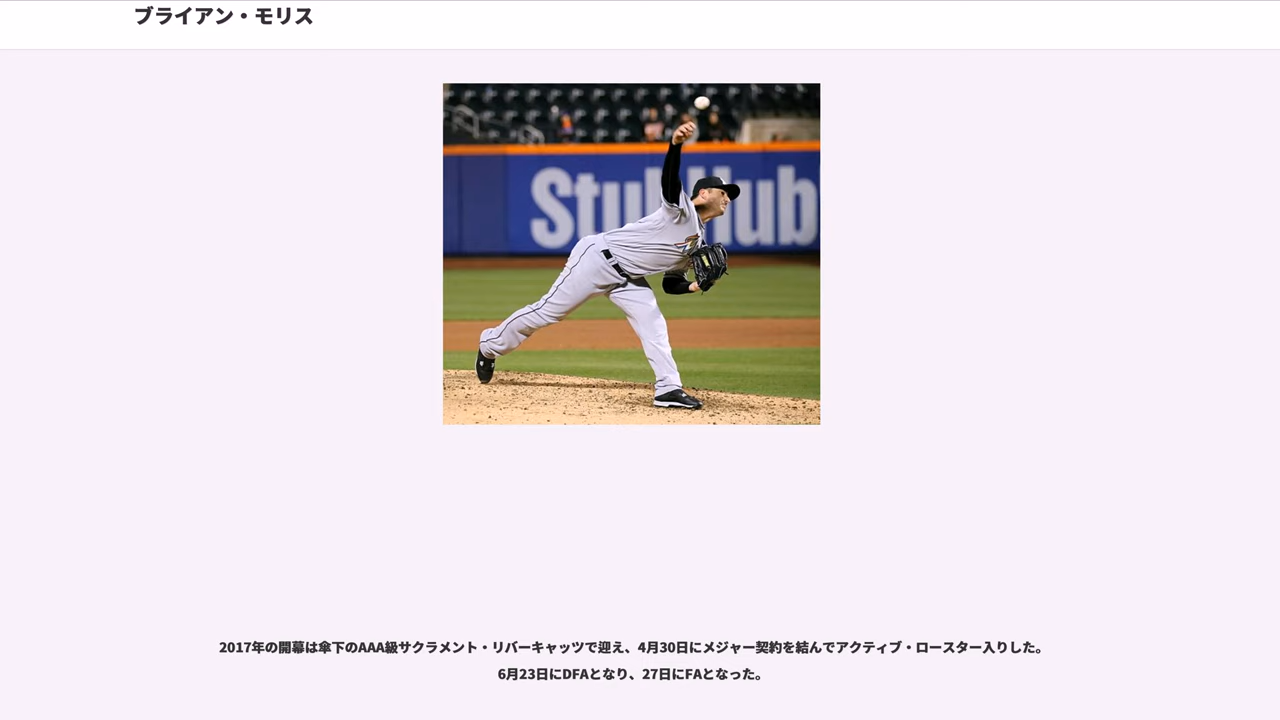 ブライアン・モリス
StubHub
2017年の開幕は傘下のAAA級サクラメント・リバーキャッツで迎え、4月30日にメジャー契約を結んでアクティブ・ロースター入りした。
6月23日にDFAとなり、27日にFAとなった。